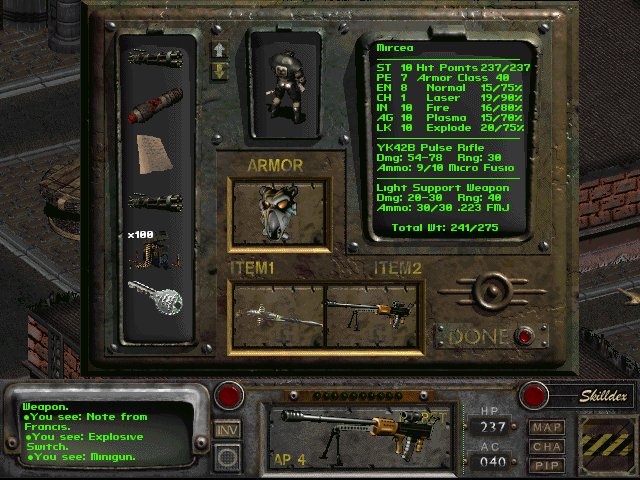 Mircea
ST 10 Hit Points 237/237
PE 7 Armor Class 40
EN 8 Normal 15/75%
CH 1 Laser 19/90%
IN 10 Fire 16/80%
AG 10 Plasma 15/70%
LK 10 Explode 20/75%
YK42B Pulse Rifle
Dmg: 54-78 Rng: 30
Ammo: 9/10 Micro Fusio
Light Support Weapon
Dmg: 20-30 Rng: 40
Ammo: 30/30 .223 FMJ
Total Wt: 241/275
x100
ARMOR
ITEM1 ITEM2
DONE
Weapon.
•You see: Note from
Francis.
•You see: Explosive
Switch.
•You see: Minigun.
INV
AP 4
HP
237
AC
040
Skilldex
MAP
CHA
PIP